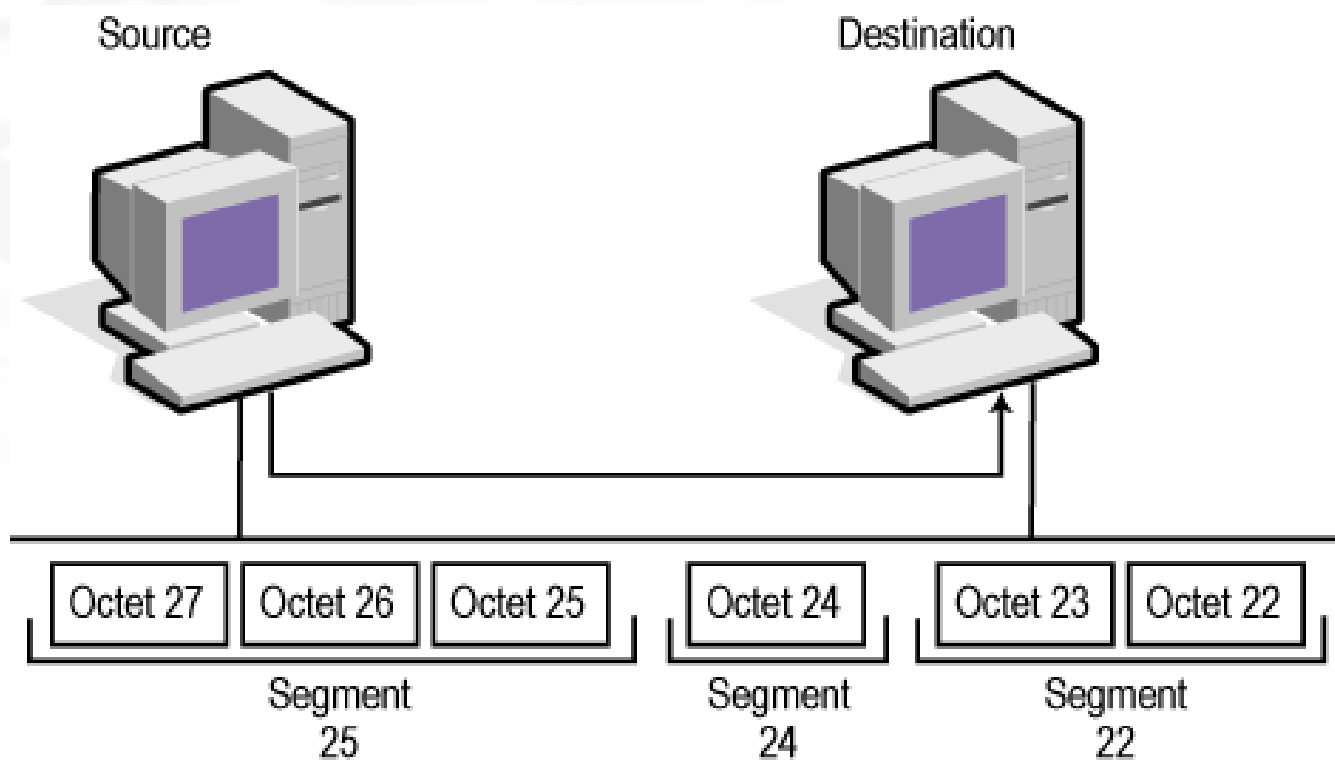 Source
Destination
Octet 27
Octet 26
Octet 25
Octet 24
Octet 23
Octet 22
Segment
25
Segment
24
Segment
22